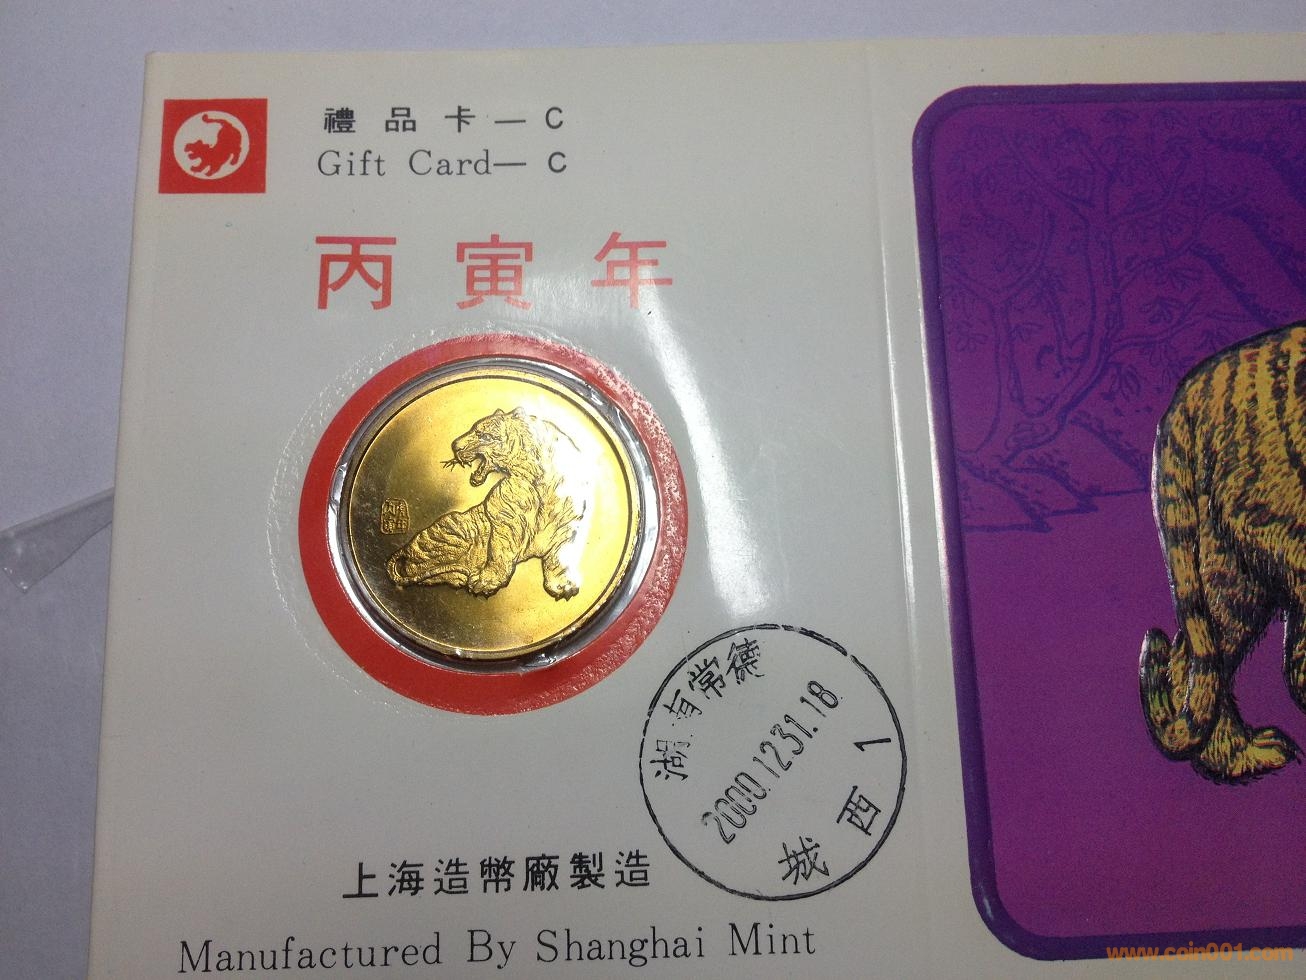 禮品卡—C
Gift Card— C
丙寅年
湖 南常德
2000.12.31.18
城西 1
上海造幣廠製造
Manufactured By Shanghai Mint
www.coin001.com